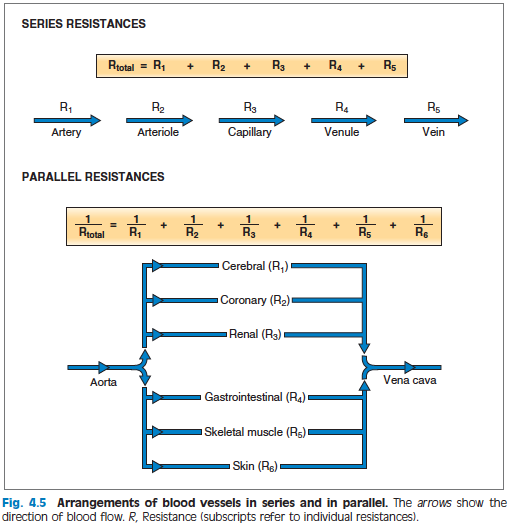 SERIES RESISTANCES
Rtotal = R1 + R2 + R3 + R4 + R5
R1 R2 R3 R4 R5
Artery Arteriole Capillary Venule Vein
PARALLEL RESISTANCES
1/Rtotal = 1/R1 + 1/R2 + 1/R3 + 1/R4 + 1/R5 + 1/R6
Cerebral (R1)
Coronary (R2)
Renal (R3)
Aorta
Vena cava
Gastrointestinal (R4)
Skeletal muscle (R5)
Skin (R6)
Fig. 4.5 Arrangements of blood vessels in series and in parallel. The arrows show the
direction of blood flow. R, Resistance (subscripts refer to individual resistances).